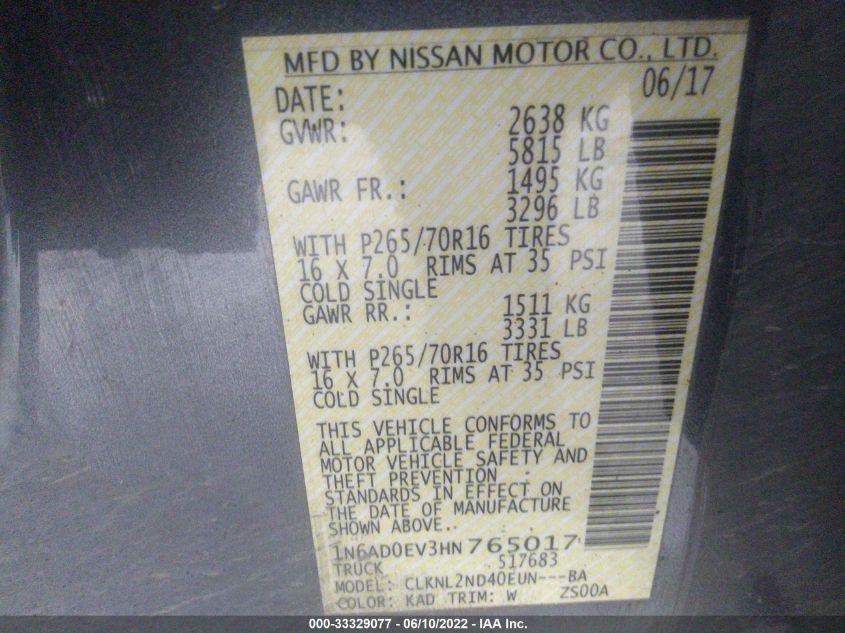 MFD BY NISSAN MOTOR CO., LTD.
DATE: 06/17
GVWR: 2638 KG
5815 LB
GAWR FR.: 1495 KG
3296 LB
WITH P265/70R16 TIRES
16 X 7.0 RIMS AT 35 PSI
COLD SINGLE
GAWR RR.: 1511 KG
3331 LB
WITH P265/70R16 TIRES
16 X 7.0 RIMS AT 35 PSI
COLD SINGLE
THIS VEHICLE CONFORMS TO
ALL APPLICABLE FEDERAL
MOTOR VEHICLE SAFETY AND
THEFT PREVENTION
STANDARDS IN EFFECT ON
THE DATE OF MANUFACTURE
SHOWN ABOVE.
1N6AD0EV3HN765017
TRUCK 517683
MODEL: CLKNL2ND40EUN---BA
COLOR: KAD TRIM: W ZS00A
000-33329077 - 06/10/2022 - IAA Inc.